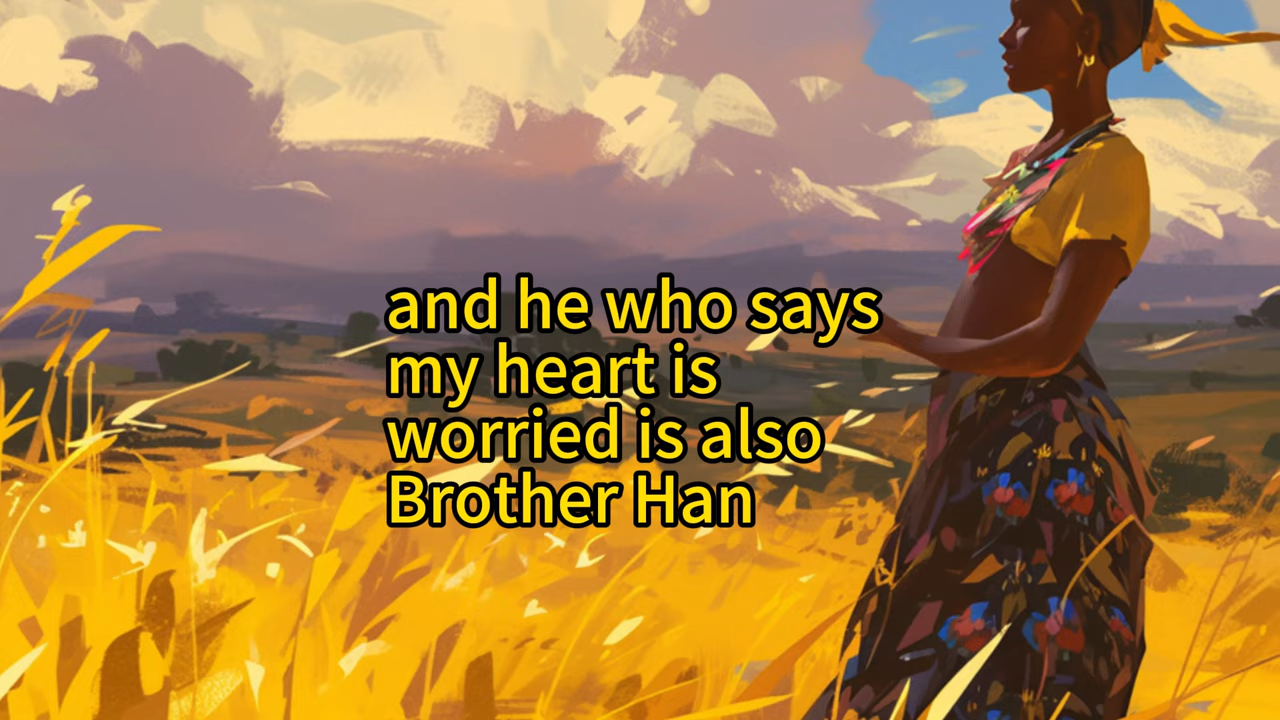 and he who says
my heart is
worried is also
Brother Han